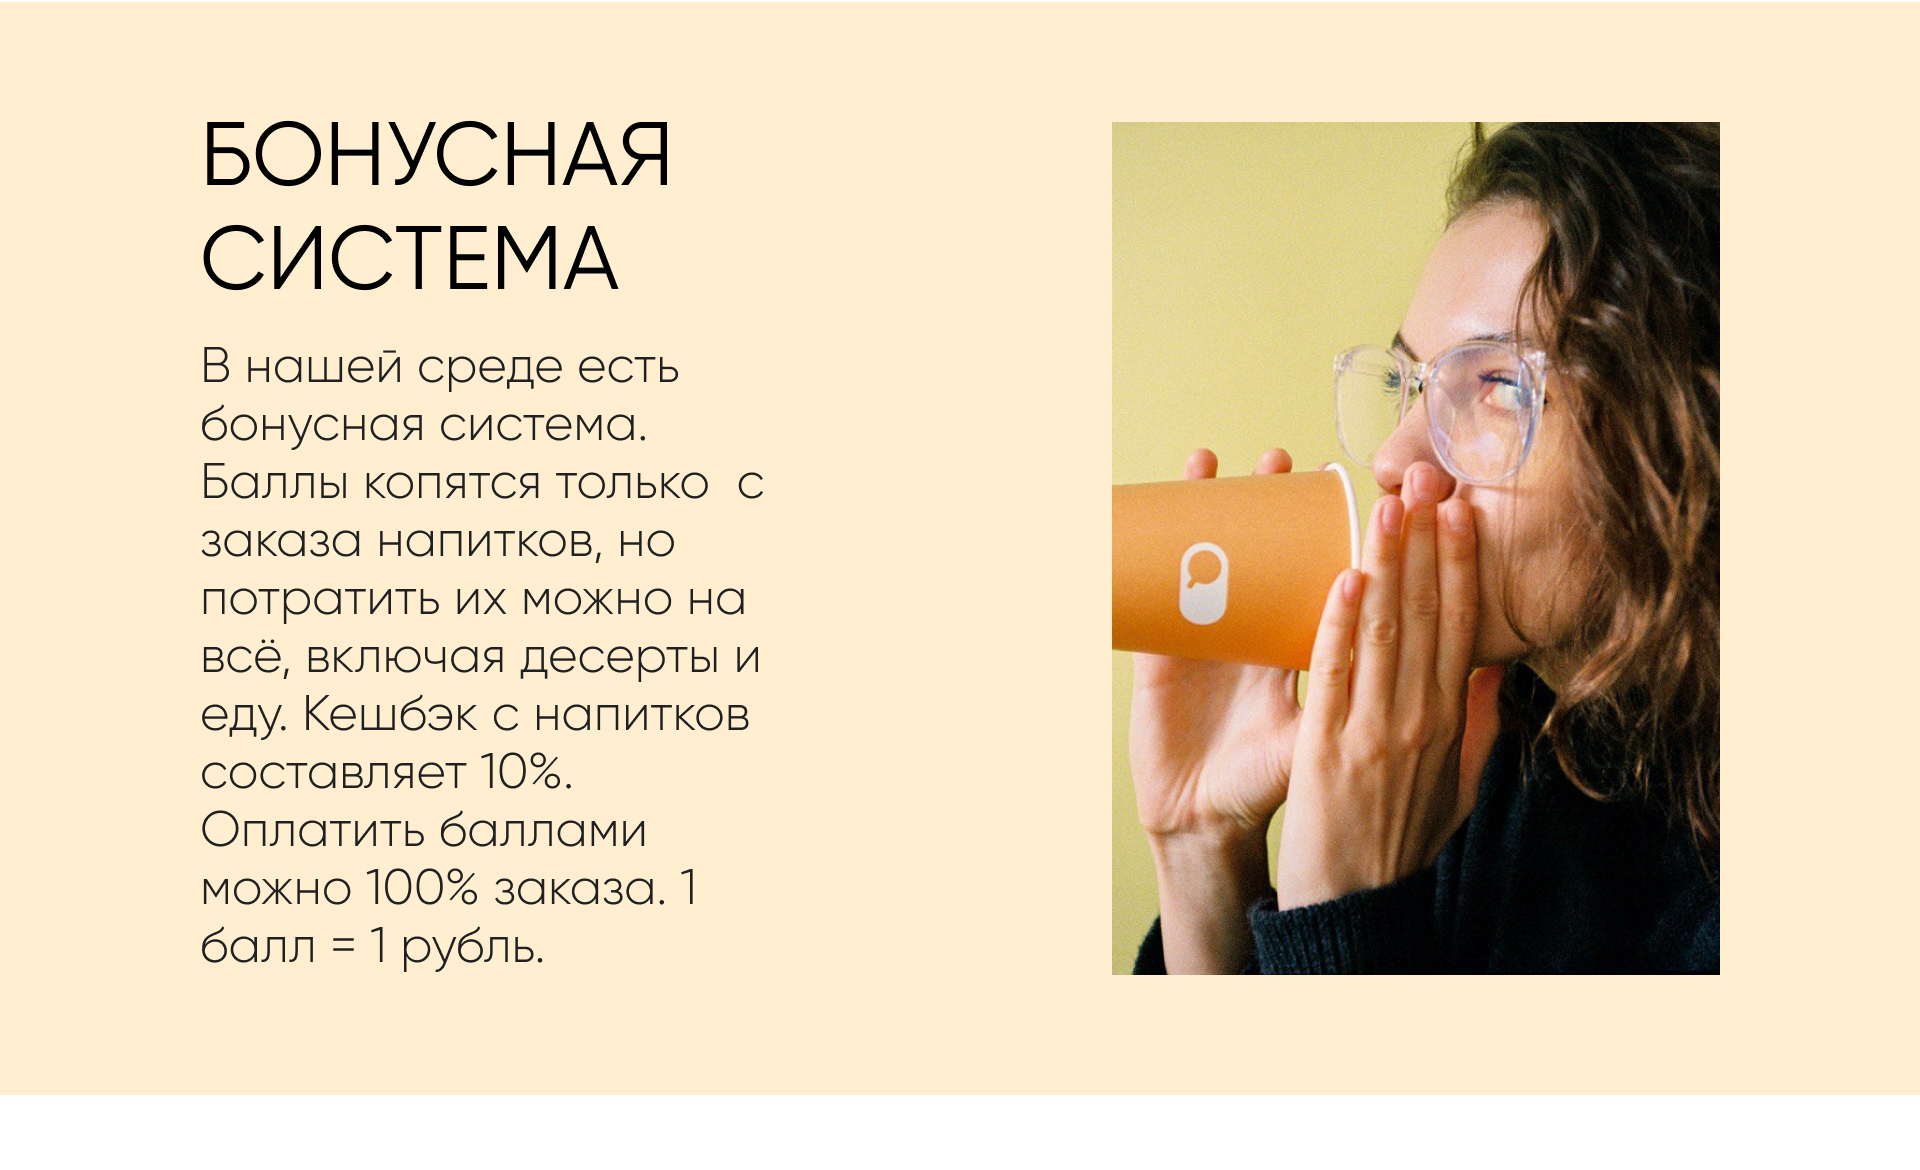 БОНУСНАЯ
СИСТЕМА
В нашей среде есть
бонусная система.
Баллы копятся только  с
заказа напитков, но
потратить их можно на
всё, включая десерты и
еду. Кешбэк с напитков
составляет 10%.
Оплатить баллами
можно 100% заказа. 1
балл = 1 рубль.